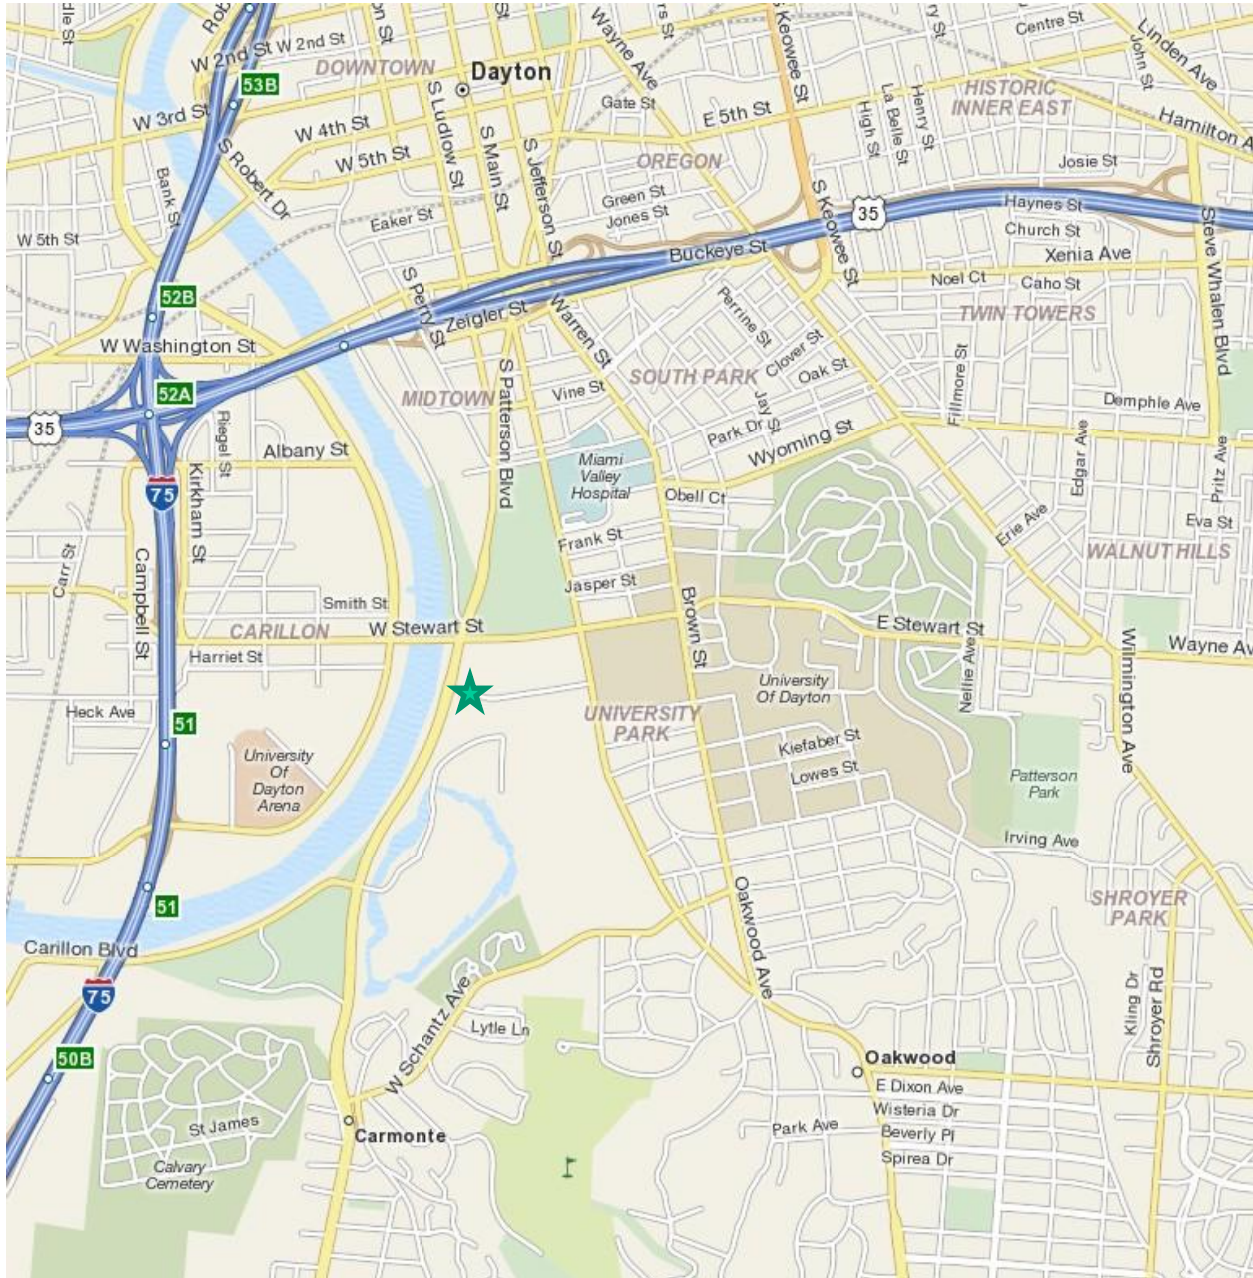 W 2nd St
W 2nd St
DOWNTOWN
Dayton
Wayne Ave
S Keowee St
Centre St
Linden Ave
John St
53B
HISTORIC
INNER EAST
La Belle St
Henry St
High St
Gate St
E 5th St
W 3rd St
W 4th St
W 5th St
S Ludlow St
S Main St
S Jefferson St
OREGON
Josie St
S Robert Dr
Bank St
Green St
Jones St
S Keowee St
35
Haynes St
Church St
Steve Whalen Blvd
W 5th St
Eaker St
Buckeye St
Xenia Ave
Noel Ct
Caho St
52B
S Perry St
Zeigler St
Warren St
Perrine St
TWIN TOWERS
W Washington St
Clover St
Oak St
SOUTH PARK
Fillmore St
52A
MIDTOWN
S Patterson Blvd
Vine St
Jay St
Park Dr
Wyoming St
Demphle Ave
35
Riegel St
Albany St
Miami
Valley
Hospital
Edgar Ave
Pritz Ave
75
Kirkham St
Obell Ct
Frank St
Erie Ave
Eva St
Carr St
Campbell St
WALNUT HILLS
Jasper St
Smith St
Brown St
CARILLON
W Stewart St
E Stewart St
Wilmington Ave
Harriet St
Nellie Ave
University
Of Dayton
Heck Ave
51
UNIVERSITY
PARK
University
Of
Dayton
Arena
Kiefaber St
Lowes St
Patterson
Park
Irving Ave
51
Oakwood Ave
SHROYER
PARK
Carillon Blvd
75
W Schantz Ave
Lytle Ln
Kling Dr
Shroyer Rd
50B
Oakwood
E Dixon Ave
Wisteria Dr
St James
Carmonte
Park Ave
Beverly Pl
Spirea Dr
Calvary
Cemetery